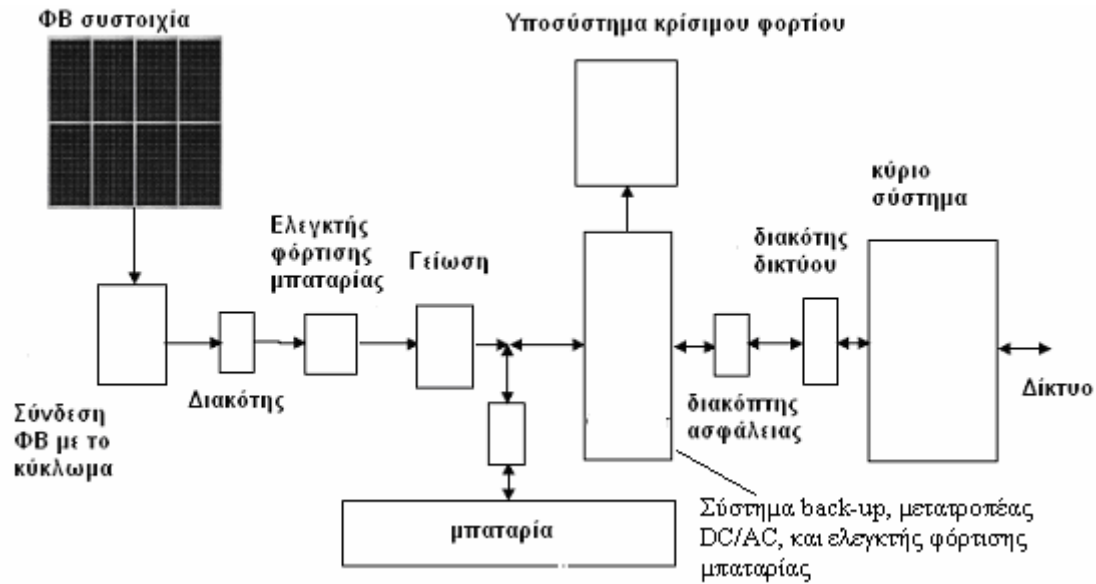 ΦΒ συστοιχία
Υποσύστημα κρίσιμου φορτίου
Ελεγκτής
φόρτισης
μπαταρίας
Γείωση
διακότης
δικτύου
κύριο
σύστημα
Σύνδεση
ΦΒ με το
κύκλωμα
Διακότης
διακόπτης
ασφάλειας
Δίκτυο
μπαταρία
Σύστημα back-up, μετατροπέας
DC/AC, και ελεγκτής φόρτισης
μπαταρίας